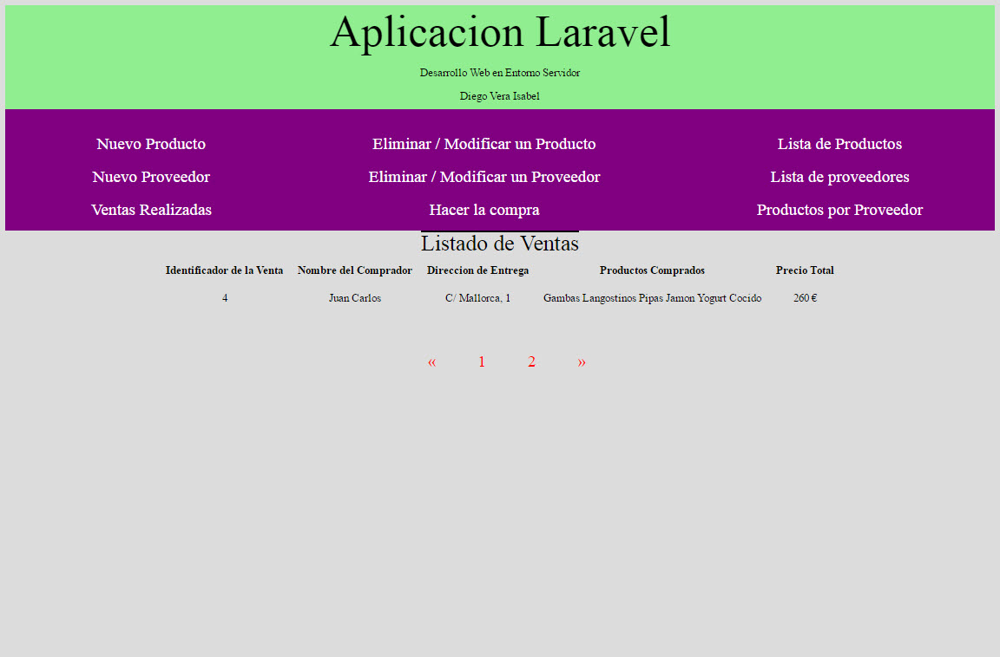 Aplicacion Laravel
Desarrollo Web en Entorno Servidor
Diego Vera Isabel
Nuevo Producto Eliminar / Modificar un Producto Lista de Productos
Nuevo Proveedor Eliminar / Modificar un Proveedor Lista de proveedores
Ventas Realizadas Hacer la compra Productos por Proveedor
Listado de Ventas
Identificador de la Venta Nombre del Comprador Direccion de Entrega Productos Comprados Precio Total
4 Juan Carlos C/ Mallorca, 1 Gambas Langostinos Pipas Jamon Yogurt Cocido 260 €
« 1 2 »